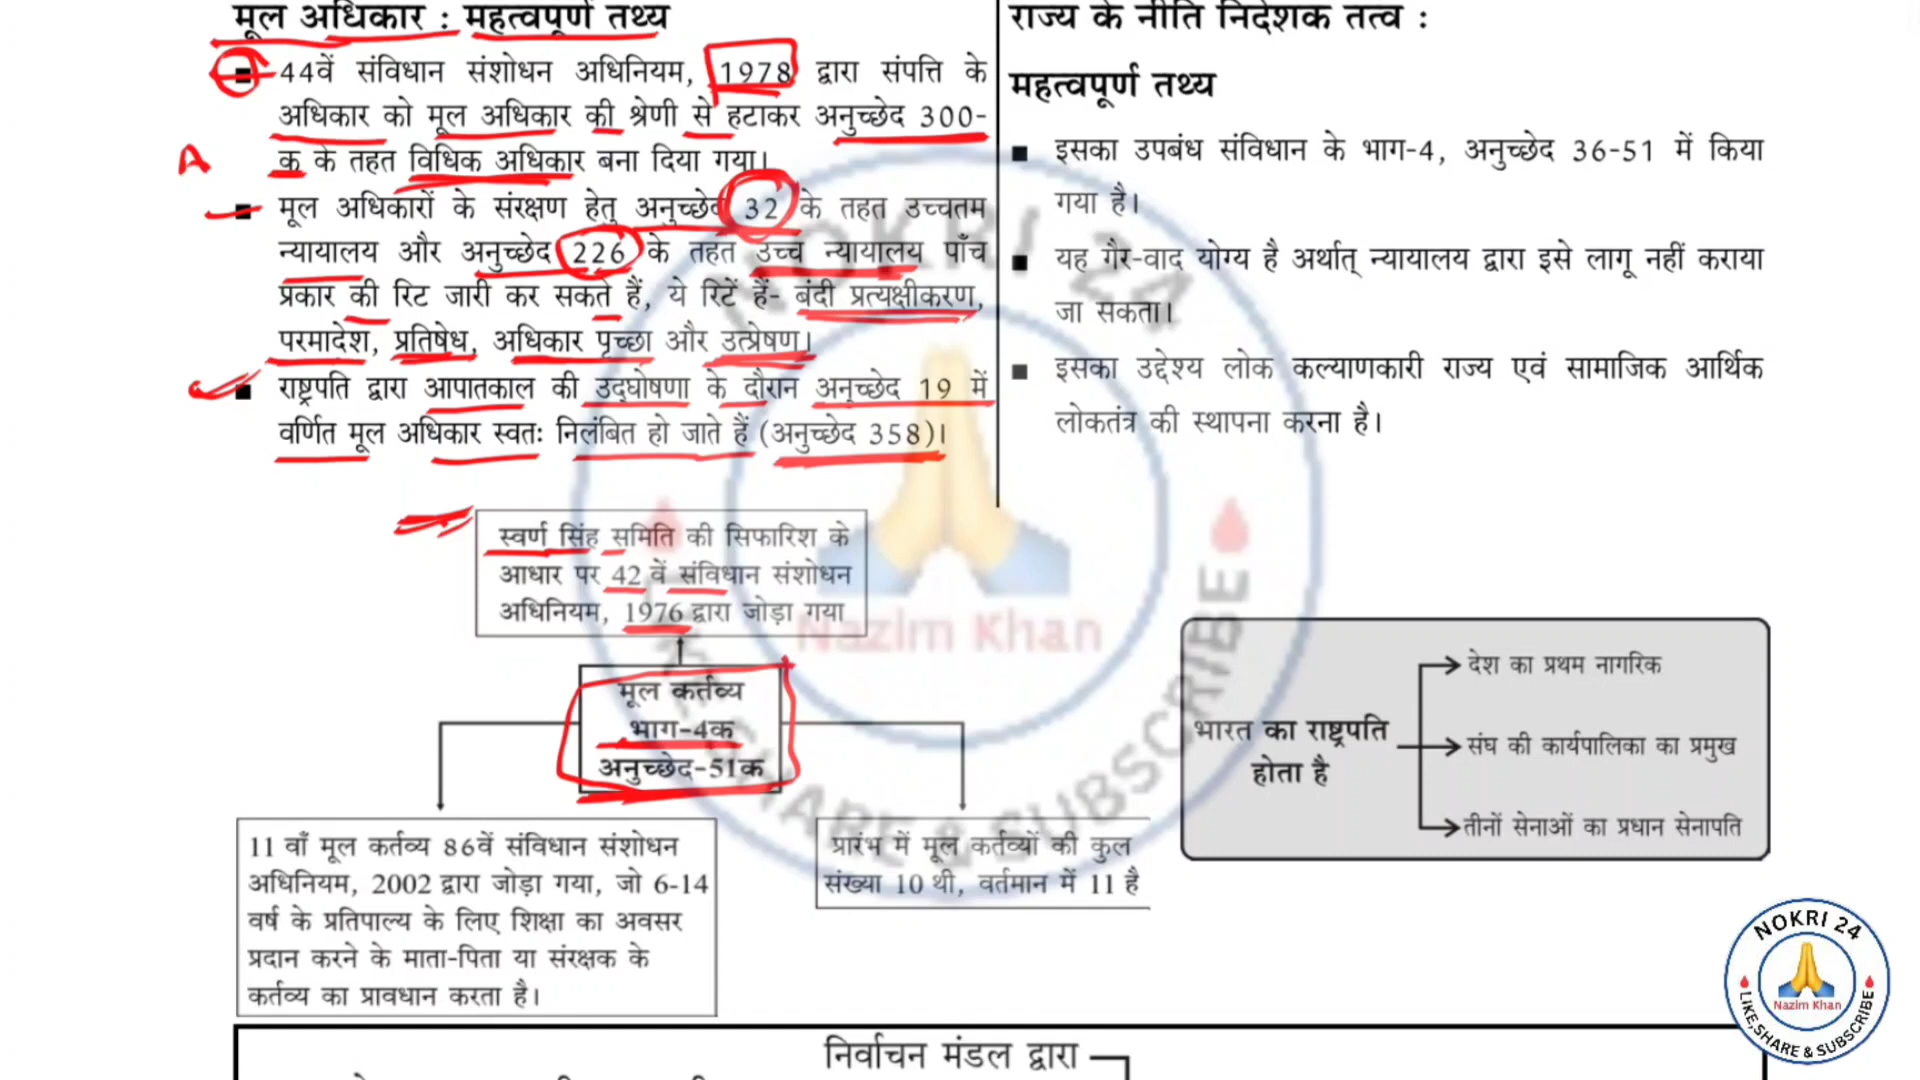 मूल अधिकार : महत्वपूर्ण तथ्य
44वें संविधान संशोधन अधिनियम, 1978 द्वारा संपत्ति के
अधिकार को मूल अधिकार की श्रेणी से हटाकर अनुच्छेद 300-
क के तहत विधिक अधिकार बना दिया गया।
A
मूल अधिकारों के संरक्षण हेतु अनुच्छेद 32 के तहत उच्चतम
न्यायालय और अनुच्छेद 226 के तहत उच्च न्यायालय पाँच
प्रकार की रिट जारी कर सकते हैं, ये रिटें हैं- बंदी प्रत्यक्षीकरण,
परमादेश, प्रतिषेध, अधिकार पृच्छा और उत्प्रेषण।
राष्ट्रपति द्वारा आपातकाल की उद्घोषणा के दौरान अनुच्छेद 19 में
वर्णित मूल अधिकार स्वतः निलंबित हो जाते हैं (अनुच्छेद 358)।
राज्य के नीति निदेशक तत्व :
महत्वपूर्ण तथ्य
इसका उपबंध संविधान के भाग-4, अनुच्छेद 36-51 में किया
गया है।
यह गैर-वाद योग्य है अर्थात् न्यायालय द्वारा इसे लागू नहीं कराया
जा सकता।
इसका उद्देश्य लोक कल्याणकारी राज्य एवं सामाजिक आर्थिक
लोकतंत्र की स्थापना करना है।
स्वर्ण सिंह समिति की सिफारिश के
आधार पर 42 वें संविधान संशोधन
अधिनियम, 1976 द्वारा जोड़ा गया
मूल कर्तव्य
भाग-4क
अनुच्छेद-51क
11 वाँ मूल कर्तव्य 86वें संविधान संशोधन
अधिनियम, 2002 द्वारा जोड़ा गया, जो 6-14
वर्ष के प्रतिपाल्य के लिए शिक्षा का अवसर
प्रदान करने के माता-पिता या संरक्षक के
कर्तव्य का प्रावधान करता है।
प्रारंभ में मूल कर्तव्यों की कुल
संख्या 10 थी, वर्तमान में 11 है
भारत का राष्ट्रपति
होता है
देश का प्रथम नागरिक
संघ की कार्यपालिका का प्रमुख
तीनों सेनाओं का प्रधान सेनापति
निर्वाचन मंडल द्वारा
NOKRI 24
Nazim Khan
LIKE, SHARE & SUBSCRIBE
NOKRI 24
Nazim Khan
LIKE, SHARE & SUBSCRIBE